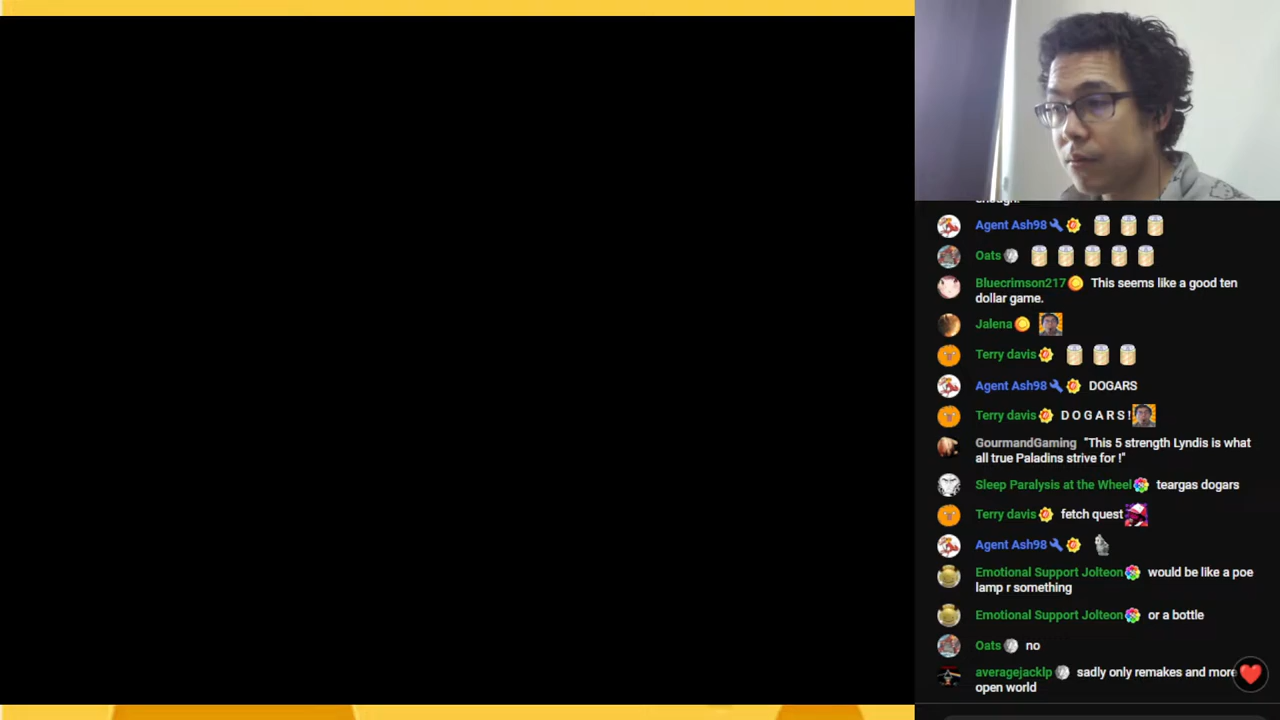 enough.
Agent Ash98
Oats
Bluecrimson217 This seems like a good ten
dollar game.
Jalena
Terry davis
Agent Ash98 DOGARS
Terry davis D O G A R S !
GourmandGaming "This 5 strength Lyndis is what
all true Paladins strive for !"
Sleep Paralysis at the Wheel teargas dogars
Terry davis fetch quest
Agent Ash98
Emotional Support Jolteon would be like a poe
lamp r something
Emotional Support Jolteon or a bottle
Oats no
averagejacklp sadly only remakes and more
open world